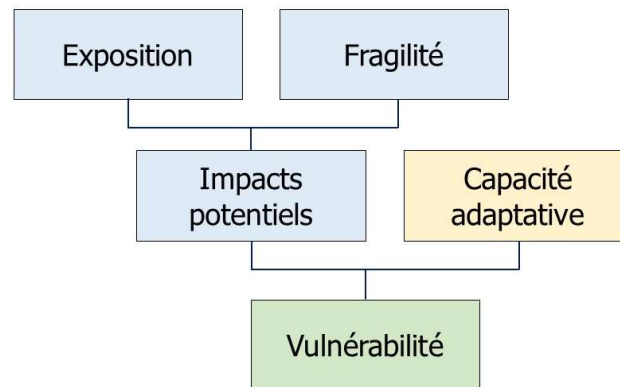 Exposition
Fragilité
Impacts
potentiels
Capacité
adaptative
Vulnérabilité